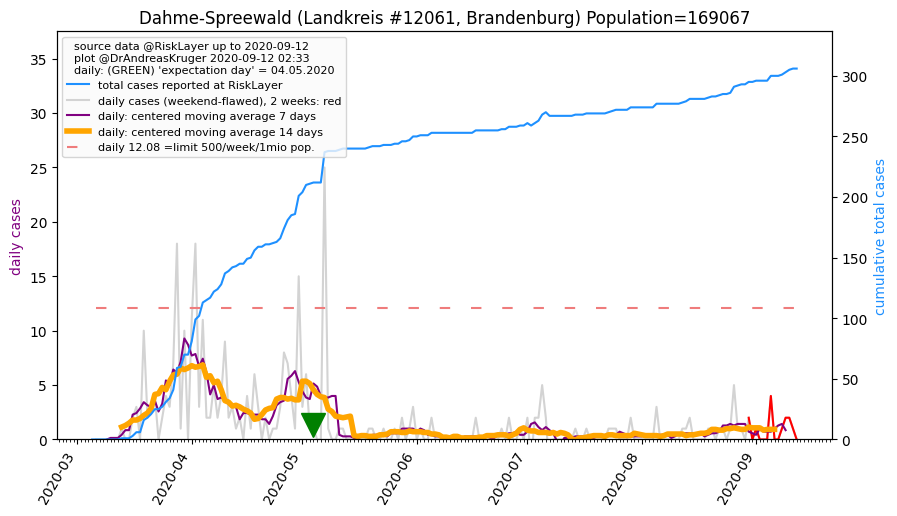 Dahme-Spreewald (Landkreis #12061, Brandenburg) Population=169067
source data @RiskLayer up to 2020-09-12
plot @DrAndreasKruger 2020-09-12 02:33
daily: (GREEN) 'expectation day' = 04.05.2020
total cases reported at RiskLayer
daily cases (weekend-flawed), 2 weeks: red
daily: centered moving average 7 days
daily: centered moving average 14 days
daily 12.08 =limit 500/week/1mio pop.
daily cases
35
30
25
20
15
10
5
0
cumulative total cases
300
250
200
150
100
50
0
2020-03
2020-04
2020-05
2020-06
2020-07
2020-08
2020-09